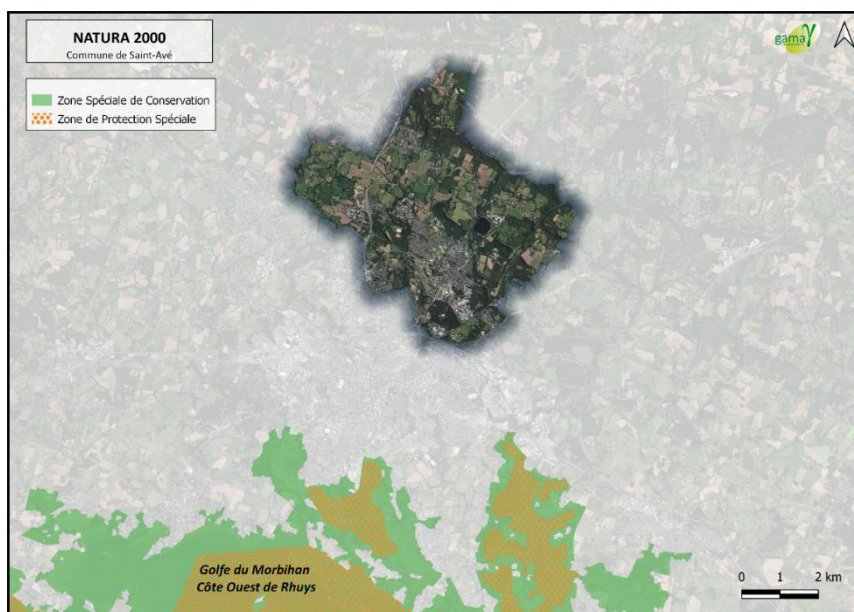 NATURA 2000
Commune de Saint-Avé
Zone Spéciale de Conservation
Zone de Protection Spéciale
gama
Golfe du Morbihan
Côte Ouest de Rhuys
0 1 2 km